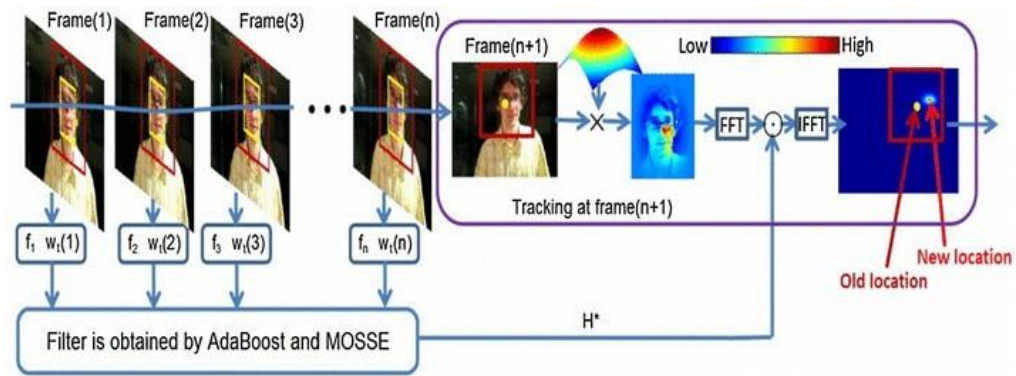 Frame(1)
Frame(2)
Frame(3)
Frame(n)
Frame(n+1)
Low
High
X
FFT
IFFT
Tracking at frame(n+1)
New location
Old location
f₁ wₜ(1)
f₂ wₜ(2)
f₃ wₜ(3)
fₙ wₜ(n)
Filter is obtained by AdaBoost and MOSSE
H*